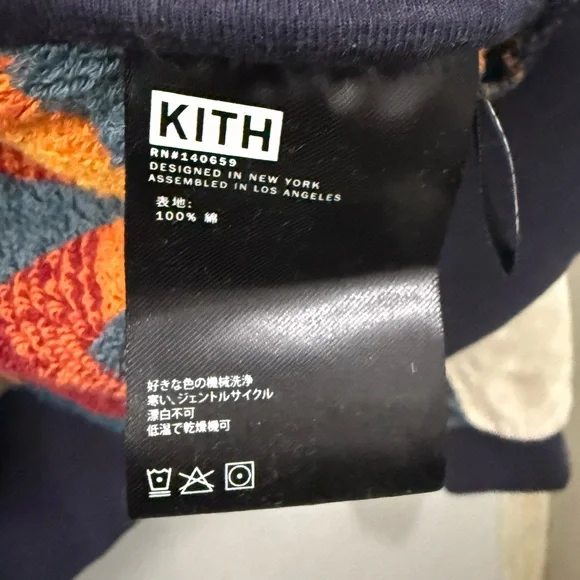 KITH
RN#140659
DESIGNED IN NEW YORK
ASSEMBLED IN LOS ANGELES
表地:
100% 綿
好きな色の機械洗浄
寒い、ジェントルサイクル
漂白不可
低温で乾燥機可